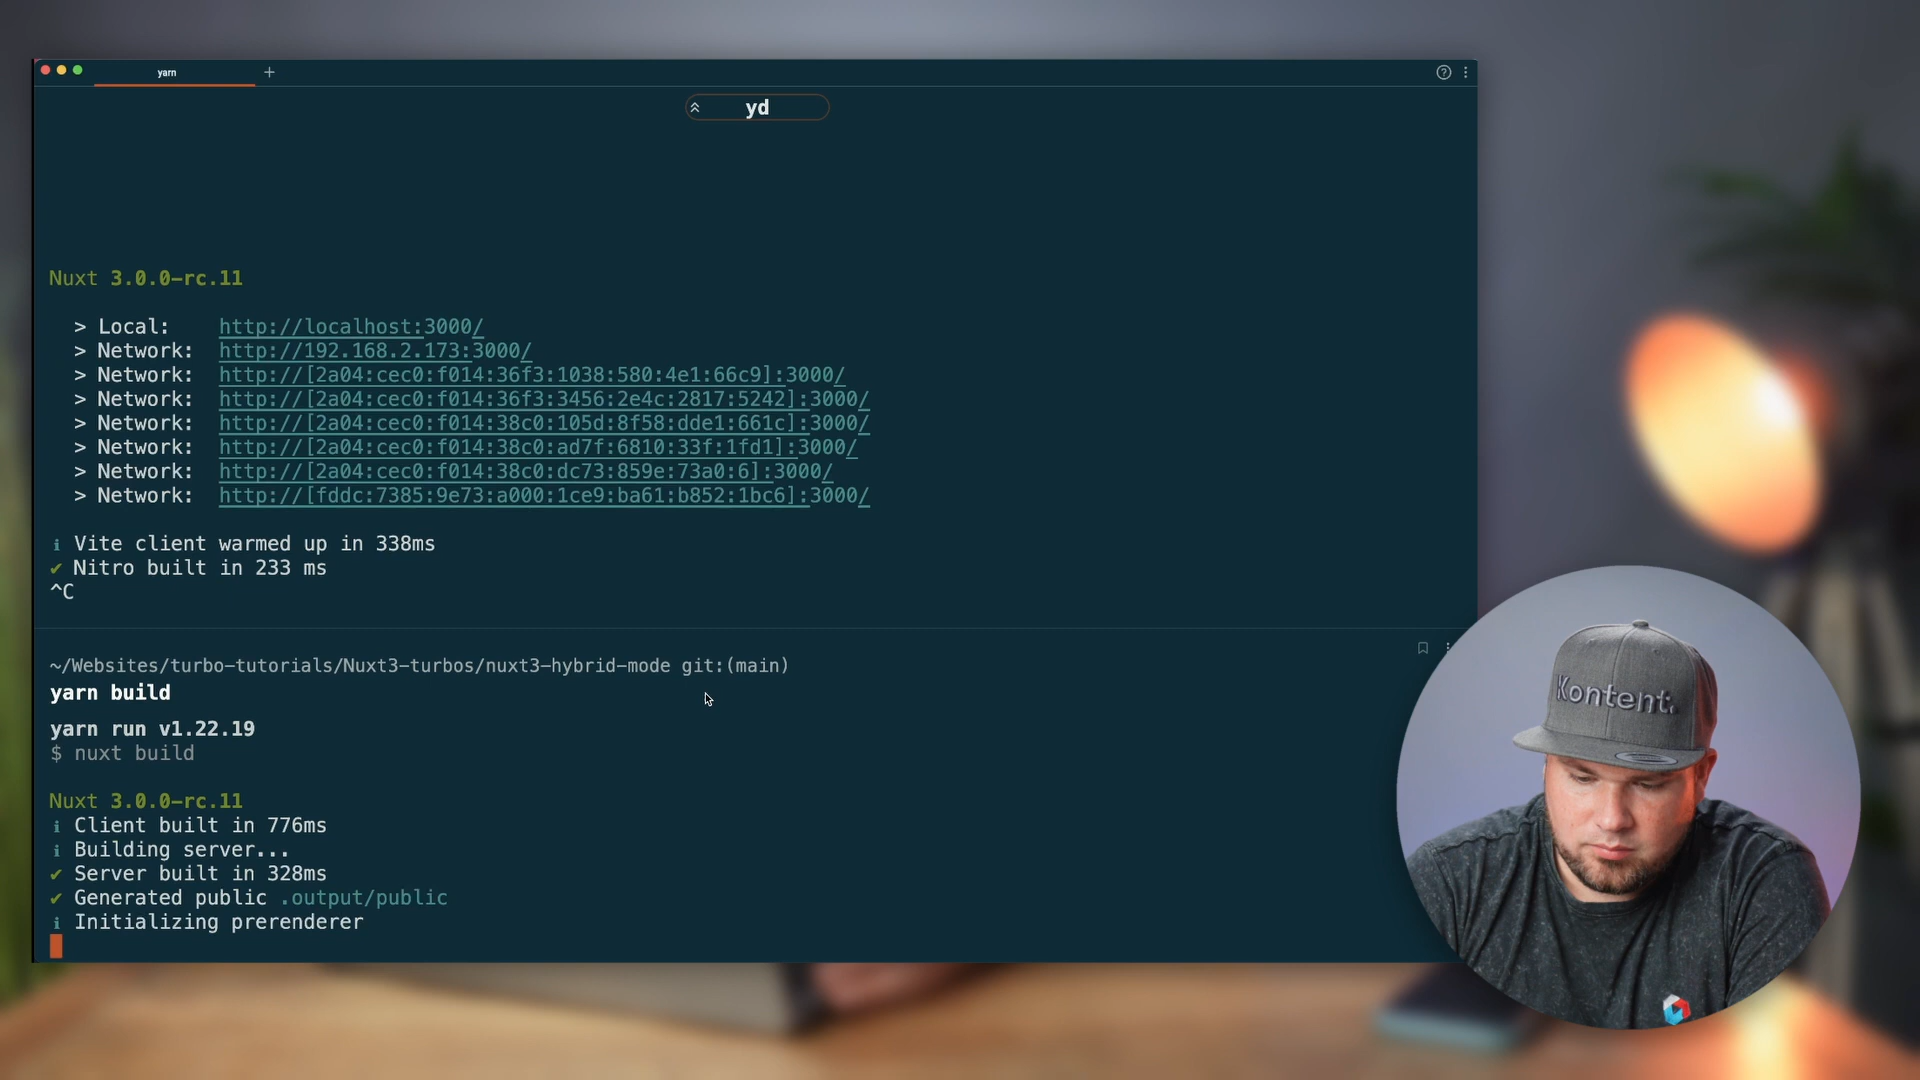 yarn
yd
Nuxt 3.0.0-rc.11
> Local: http://localhost:3000/
> Network: http://192.168.2.173:3000/
> Network: http://[2a04:cec0:f014:36f3:1038:580:4e1:66c9]:3000/
> Network: http://[2a04:cec0:f014:36f3:3456:2e4c:2817:5242]:3000/
> Network: http://[2a04:cec0:f014:38c0:105d:8f58:dde1:661c]:3000/
> Network: http://[2a04:cec0:f014:38c0:ad7f:6810:33f:1fd1]:3000/
> Network: http://[2a04:cec0:f014:38c0:dc73:859e:73a0:6]:3000/
> Network: http://[fddc:7385:9e73:a000:1ce9:ba61:b852:1bc6]:3000/
ℹ Vite client warmed up in 338ms
✔ Nitro built in 233 ms
^C
~/Websites/turbo-tutorials/Nuxt3-turbos/nuxt3-hybrid-mode git:(main)
yarn build
yarn run v1.22.19
$ nuxt build
Nuxt 3.0.0-rc.11
ℹ Client built in 776ms
ℹ Building server...
✔ Server built in 328ms
✔ Generated public .output/public
ℹ Initializing prerenderer
Kontent.